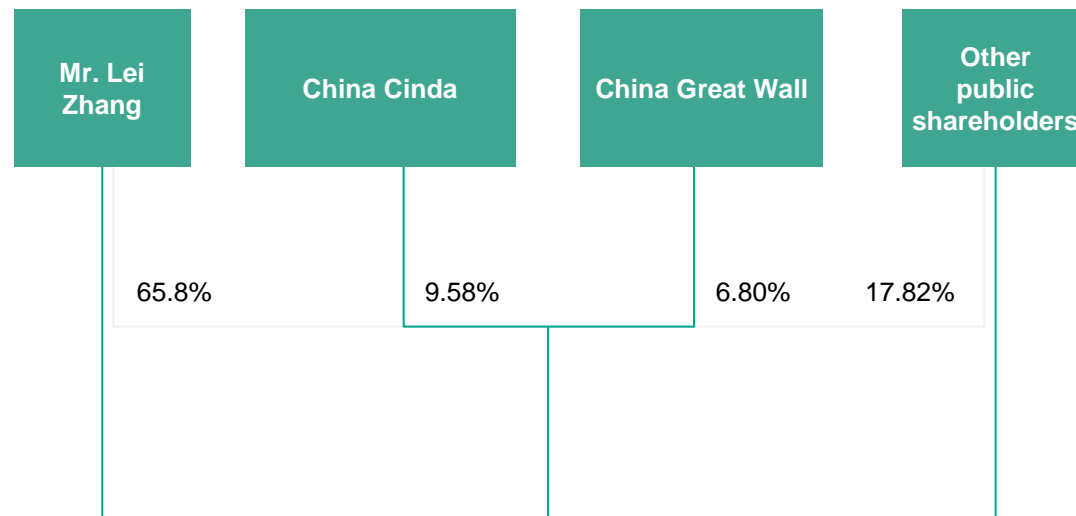 Mr. Lei
Zhang
China Cinda
China Great Wall
Other
public
shareholders
65.8%
9.58%
6.80%
17.82%